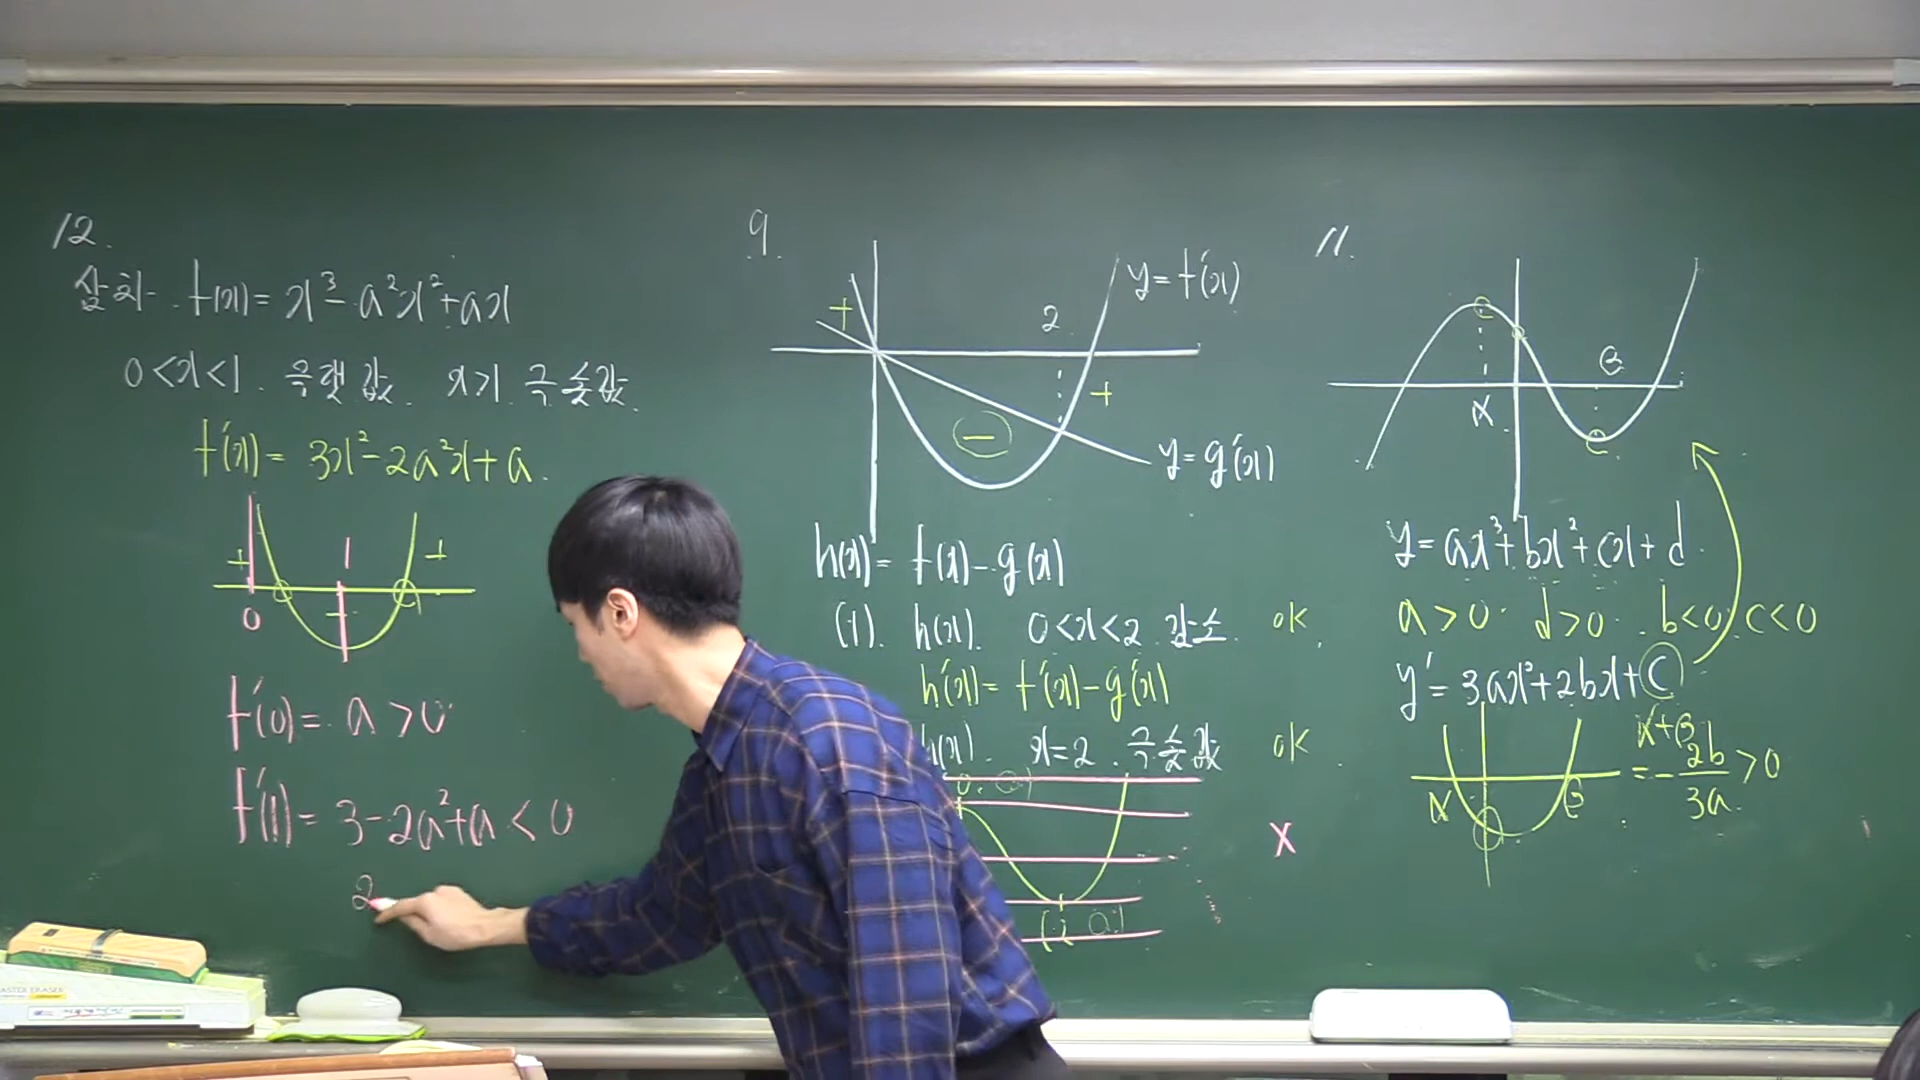 12.
삼차. f(x)= x³-a²x²+ax
0<x<1. 극댓값. x>1. 극솟값.
f'(x)= 3x²-2a²x+a.
+ 1 +
0 -
f'(0)= a>0
f'(1)= 3-2a²+a<0
2
9.
y=f'(x)
+ 2
- +
y=g'(x)
h(x)= f(x)-g(x)
(ㄱ). h(x). 0<x<2 감소. ok.
h'(x)= f'(x)-g'(x)
h(x). x=2. 극솟값 ok.
X
11.
β
α
y=ax³+bx²+cx+d.
a>0. d>0. b<0. c<0
y'=3ax²+2bx+c
α+β
=-2b/3a>0
α β